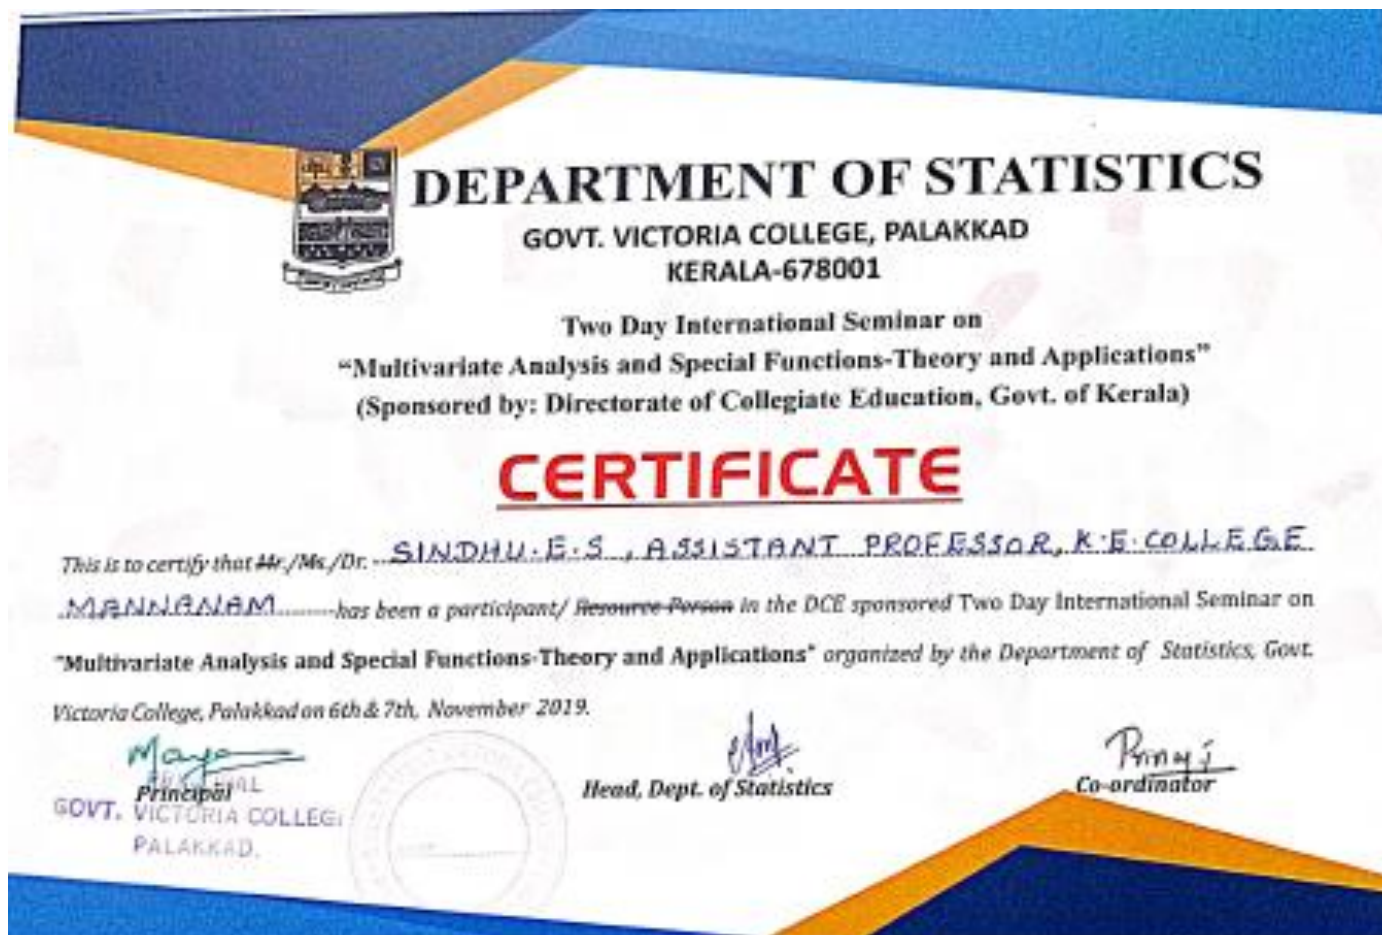 DEPARTMENT OF STATISTICS
GOVT. VICTORIA COLLEGE, PALAKKAD
KERALA-678001
Two Day International Seminar on
“Multivariate Analysis and Special Functions-Theory and Applications”
(Sponsored by: Directorate of Collegiate Education, Govt. of Kerala)
CERTIFICATE
This is to certify that Mr./Ms./Dr. SINDHU.E.S, ASSISTANT PROFESSOR, K.E.COLLEGE
MANNANAM has been a participant/ Resource Person in the DCE sponsored Two Day International Seminar on
"Multivariate Analysis and Special Functions-Theory and Applications" organized by the Department of Statistics, Govt.
Victoria College, Palakkad on 6th & 7th, November 2019.
Principal
Head, Dept. of Statistics
Co-ordinator
PRINCIPAL
GOVT. VICTORIA COLLEGE
PALAKKAD.